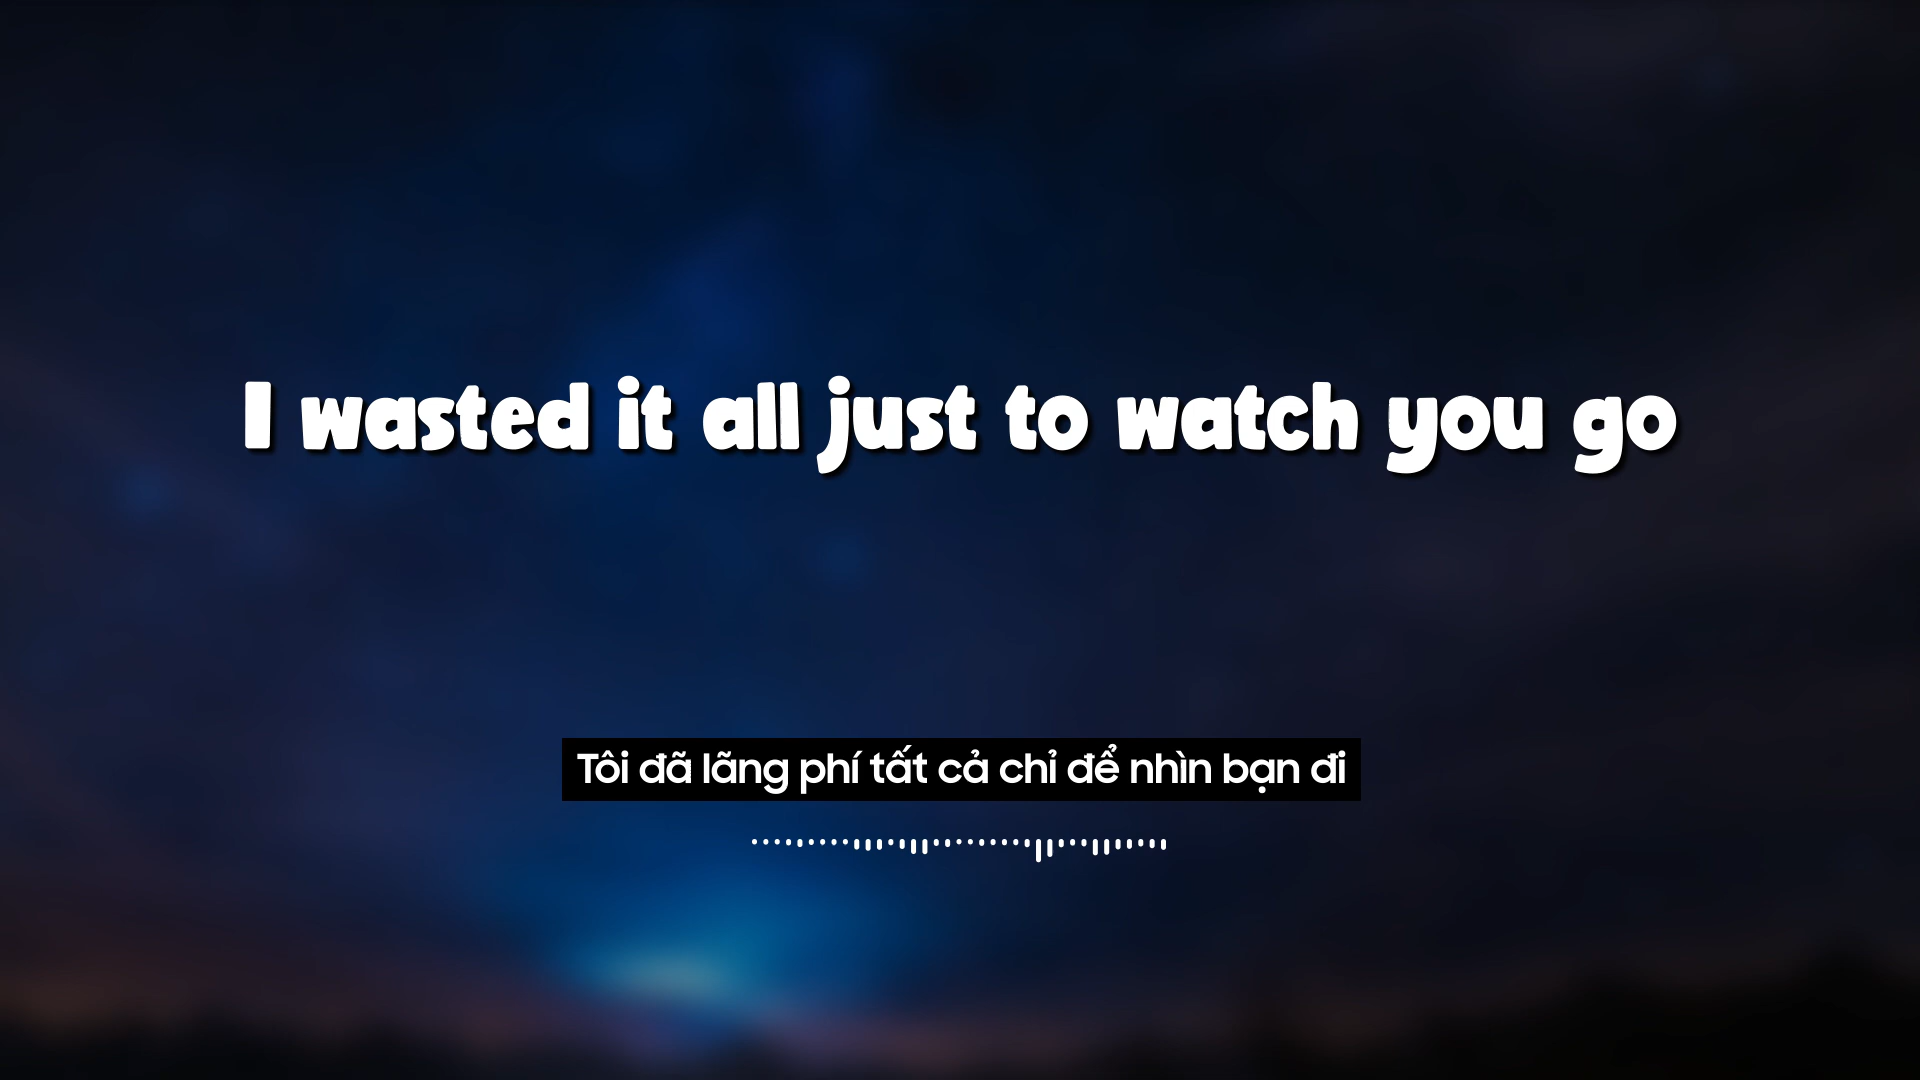 I wasted it all just to watch you go
Tôi đã lãng phí tất cả chỉ để nhìn bạn đi